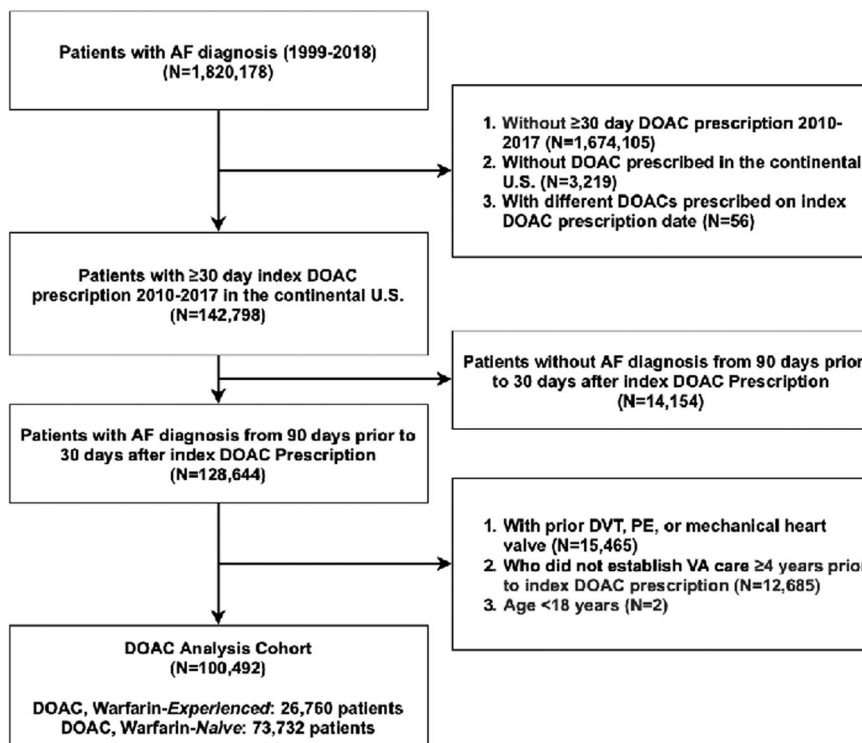 Patients with AF diagnosis (1999-2018)
(N=1,820,178)
1. Without ≥30 day DOAC prescription 2010-
2017 (N=1,674,105)
2. Without DOAC prescribed in the continental
U.S. (N=3,219)
3. With different DOACs prescribed on index
DOAC prescription date (N=56)
Patients with ≥30 day index DOAC
prescription 2010-2017 in the continental U.S.
(N=142,798)
Patients without AF diagnosis from 90 days prior
to 30 days after index DOAC Prescription
(N=14,154)
Patients with AF diagnosis from 90 days prior to
30 days after index DOAC Prescription
(N=128,644)
1. With prior DVT, PE, or mechanical heart
valve (N=15,465)
2. Who did not establish VA care ≥4 years prior
to index DOAC prescription (N=12,685)
3. Age <18 years (N=2)
DOAC Analysis Cohort
(N=100,492)
DOAC, Warfarin-Experienced: 26,760 patients
DOAC, Warfarin-Naive: 73,732 patients